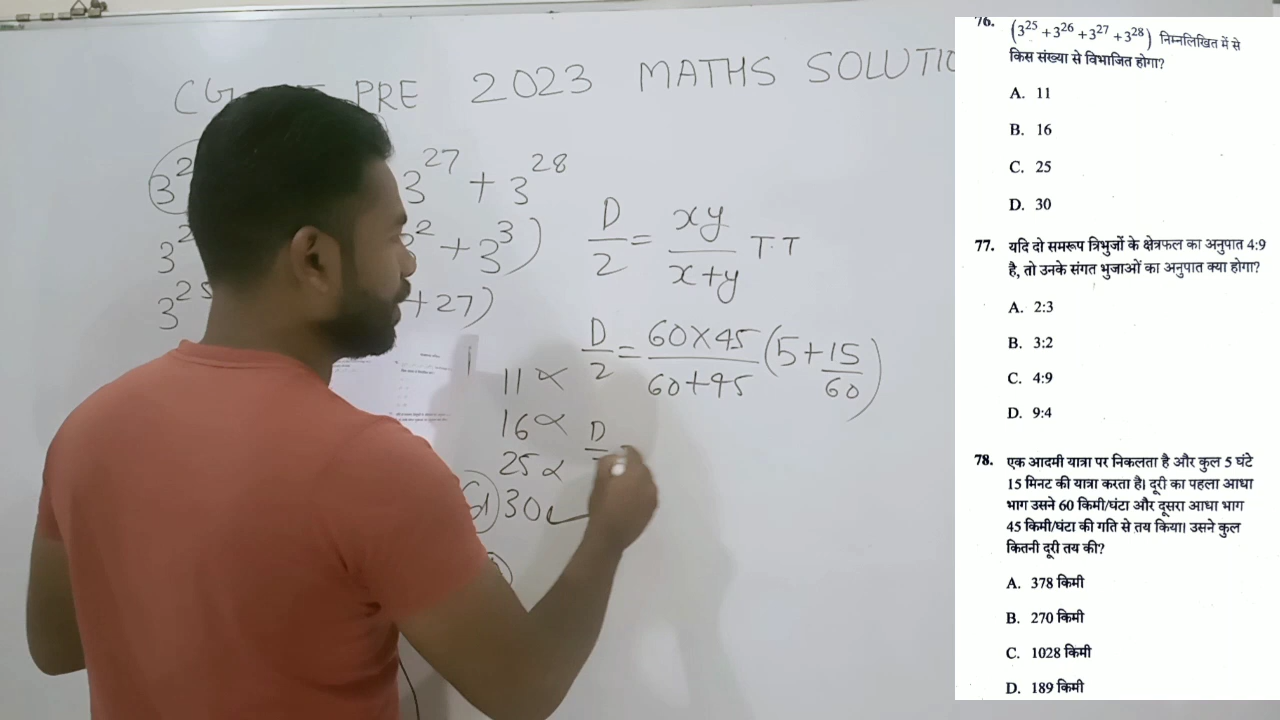 CG PRE 2023 MATHS SOLUTIO
3^27 + 3^28
3^2 + 3^3)
3^25 +27)
D/2 = xy/x+y T.T
D/2 = 60×45/60+45 (5+15/60)
11 ×
16 ×
25 ×
30 ✓
D
76. (3^25 +3^26 +3^27 +3^28) निम्नलिखित में से
किस संख्या से विभाजित होगा?
A. 11
B. 16
C. 25
D. 30
77. यदि दो समरूप त्रिभुजों के क्षेत्रफल का अनुपात 4:9
है, तो उनके संगत भुजाओं का अनुपात क्या होगा?
A. 2:3
B. 3:2
C. 4:9
D. 9:4
78. एक आदमी यात्रा पर निकलता है और कुल 5 घंटे
15 मिनट की यात्रा करता है। दूरी का पहला आधा
भाग उसने 60 किमी/घंटा और दूसरा आधा भाग
45 किमी/घंटा की गति से तय किया। उसने कुल
कितनी दूरी तय की?
A. 378 किमी
B. 270 किमी
C. 1028 किमी
D. 189 किमी